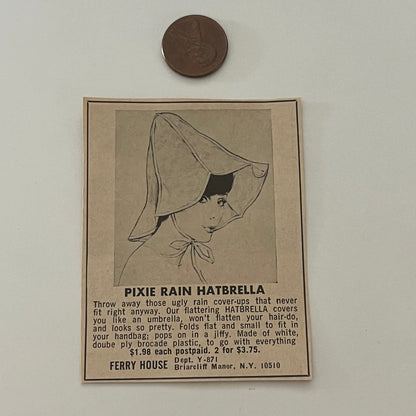 PIXIE RAIN HATBRELLA
Throw away those ugly rain cover-ups that never
fit right anyway. Our flattering HATBRELLA covers
you like an umbrella, won't flatten your hair-do,
and looks so pretty. Folds flat and small to fit in
your handbag; pops on in a jiffy. Made of white,
doube ply brocade plastic, to go with everything
$1.98 each postpaid. 2 for $3.75.
FERRY HOUSE Dept. Y-871
Briarcliff Manor, N.Y. 10510